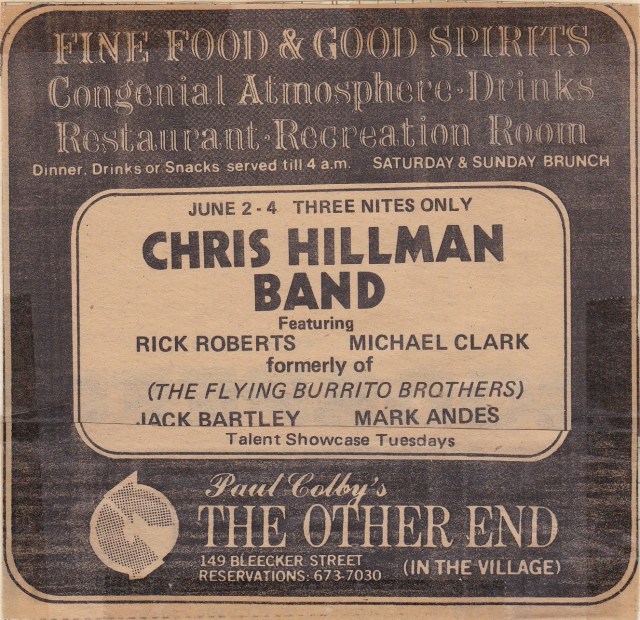 FINE FOOD & GOOD SPIRITS
Congenial Atmosphere·Drinks
Restaurant·Recreation Room
Dinner, Drinks or Snacks served till 4 a.m. SATURDAY & SUNDAY BRUNCH
JUNE 2-4 THREE NITES ONLY
CHRIS HILLMAN
BAND
Featuring
RICK ROBERTS MICHAEL CLARK
formerly of
(THE FLYING BURRITO BROTHERS)
JACK BARTLEY MARK ANDES
Talent Showcase Tuesdays
Paul Colby's
THE OTHER END
149 BLEECKER STREET
RESERVATIONS: 673-7030 (IN THE VILLAGE)